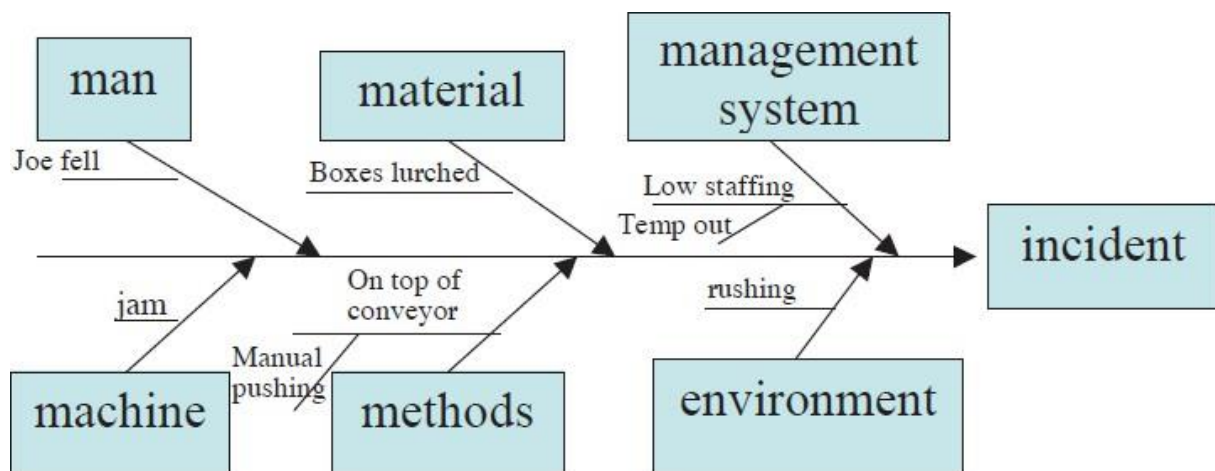 man
material
management
system
Joe fell
Boxes lurched
Low staffing
Temp out
incident
jam
On top of
conveyor
rushing
Manual
pushing
machine
methods
environment